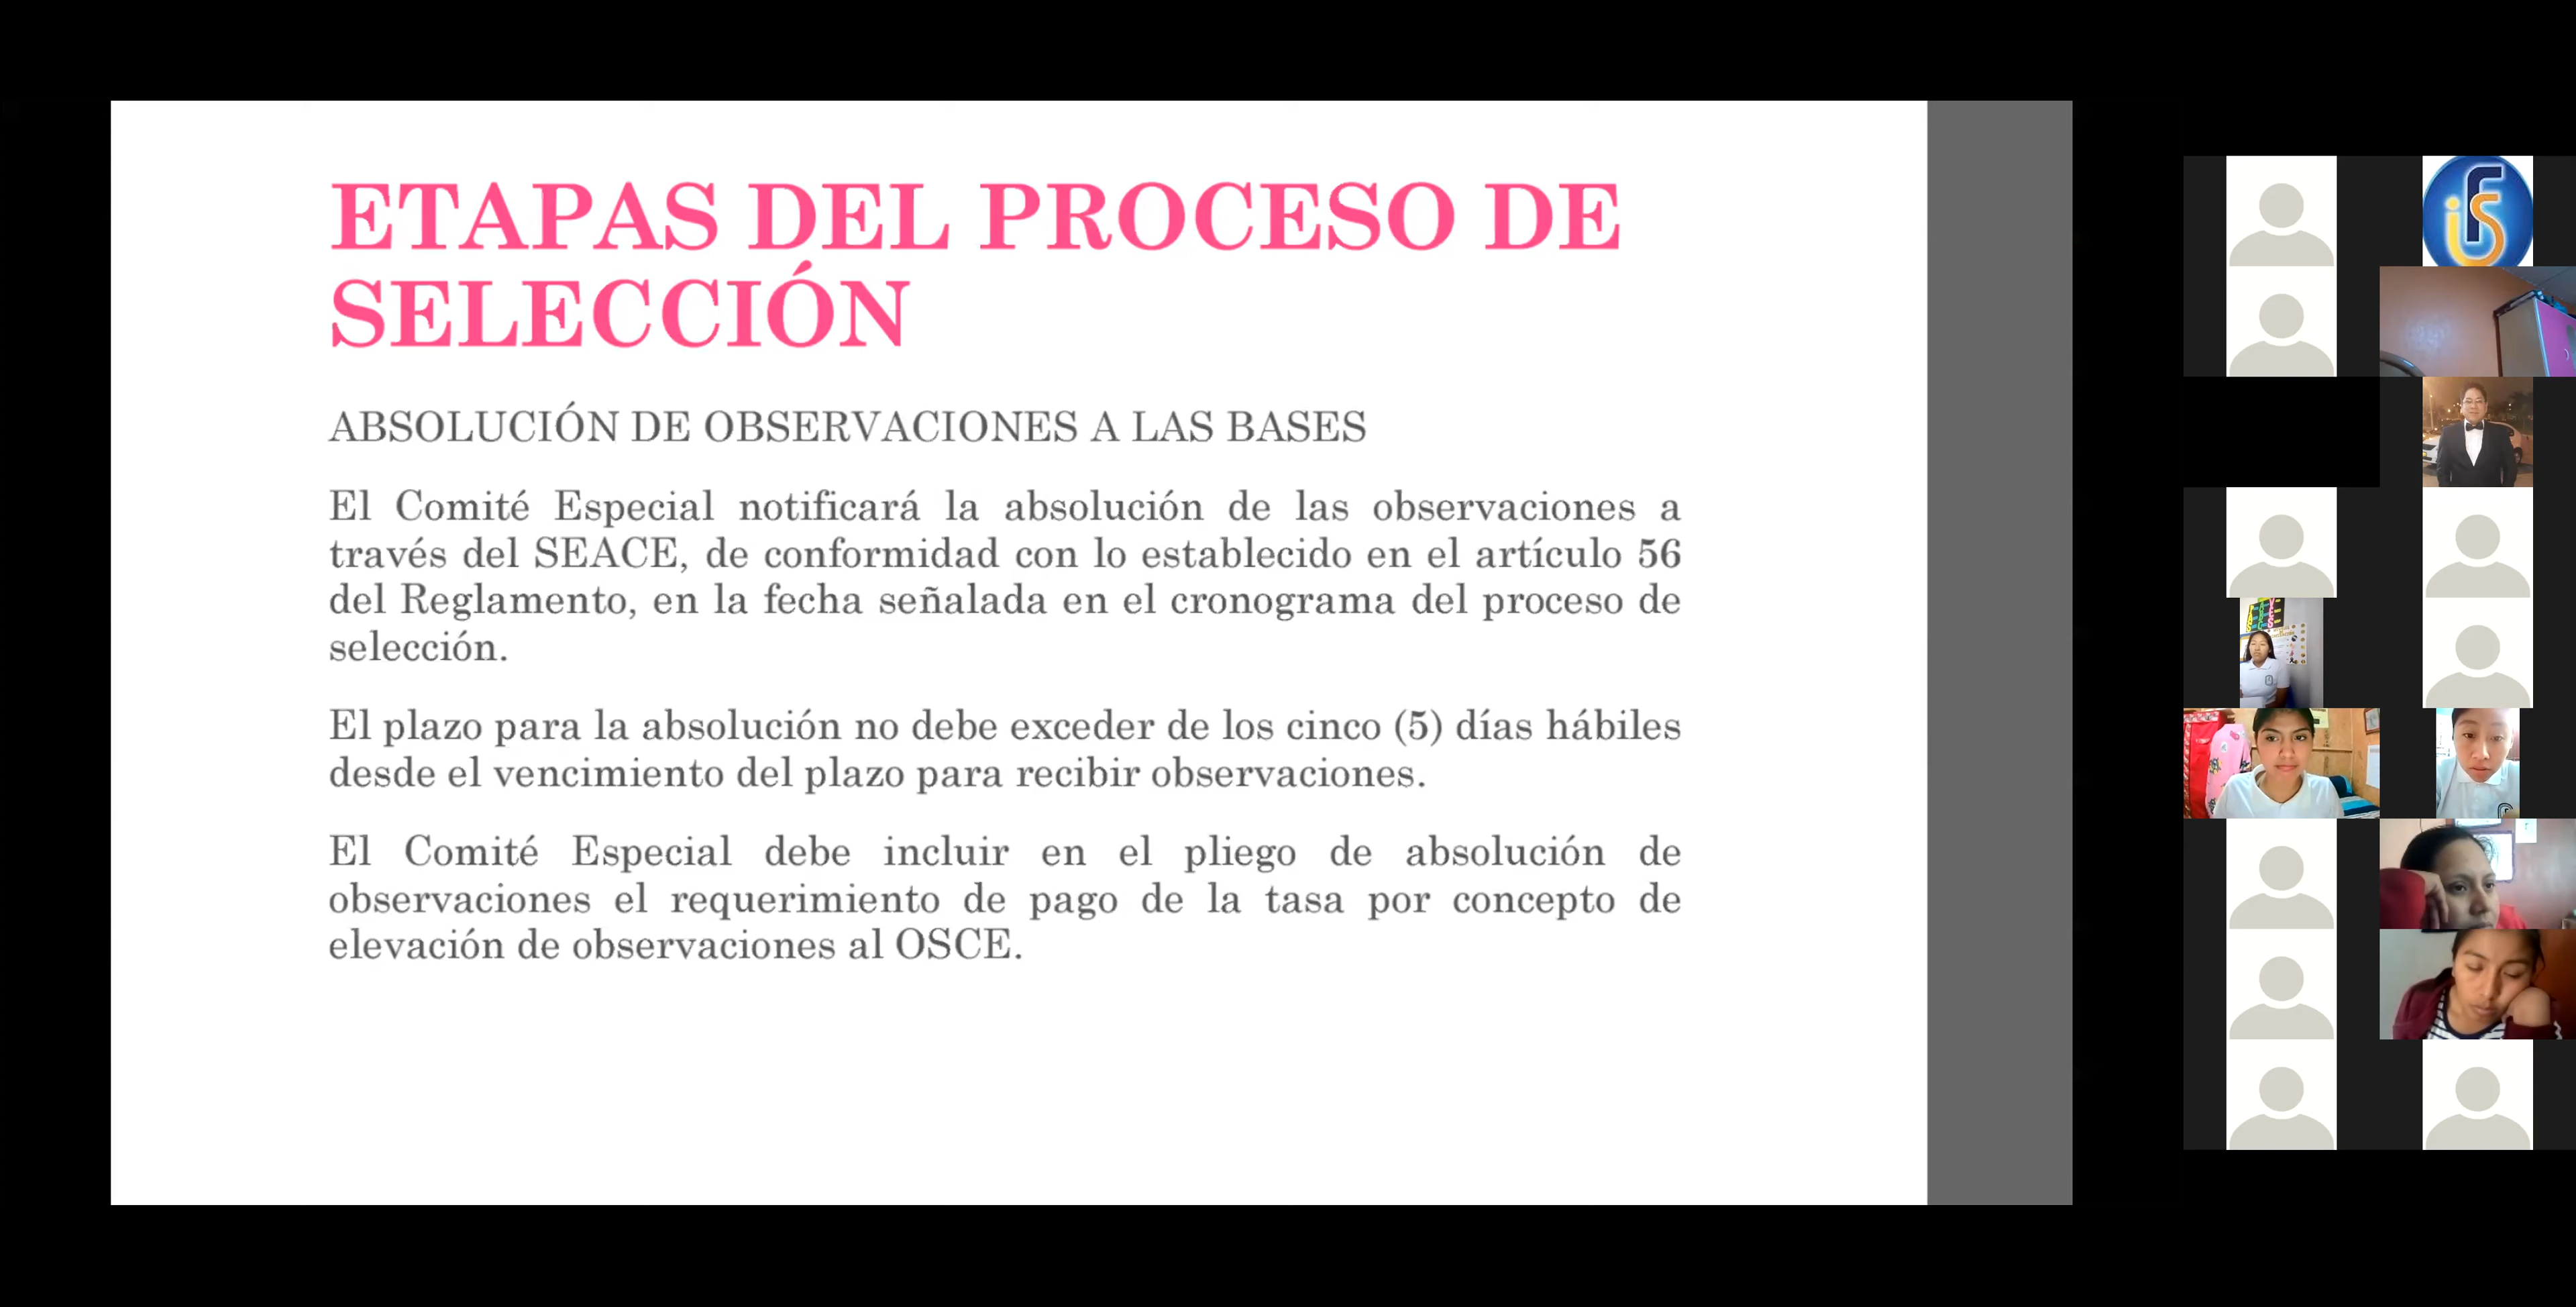 ETAPAS DEL PROCESO DE
SELECCIÓN
ABSOLUCIÓN DE OBSERVACIONES A LAS BASES
El Comité Especial notificará la absolución de las observaciones a
través del SEACE, de conformidad con lo establecido en el artículo 56
del Reglamento, en la fecha señalada en el cronograma del proceso de
selección.
El plazo para la absolución no debe exceder de los cinco (5) días hábiles
desde el vencimiento del plazo para recibir observaciones.
El Comité Especial debe incluir en el pliego de absolución de
observaciones el requerimiento de pago de la tasa por concepto de
elevación de observaciones al OSCE.